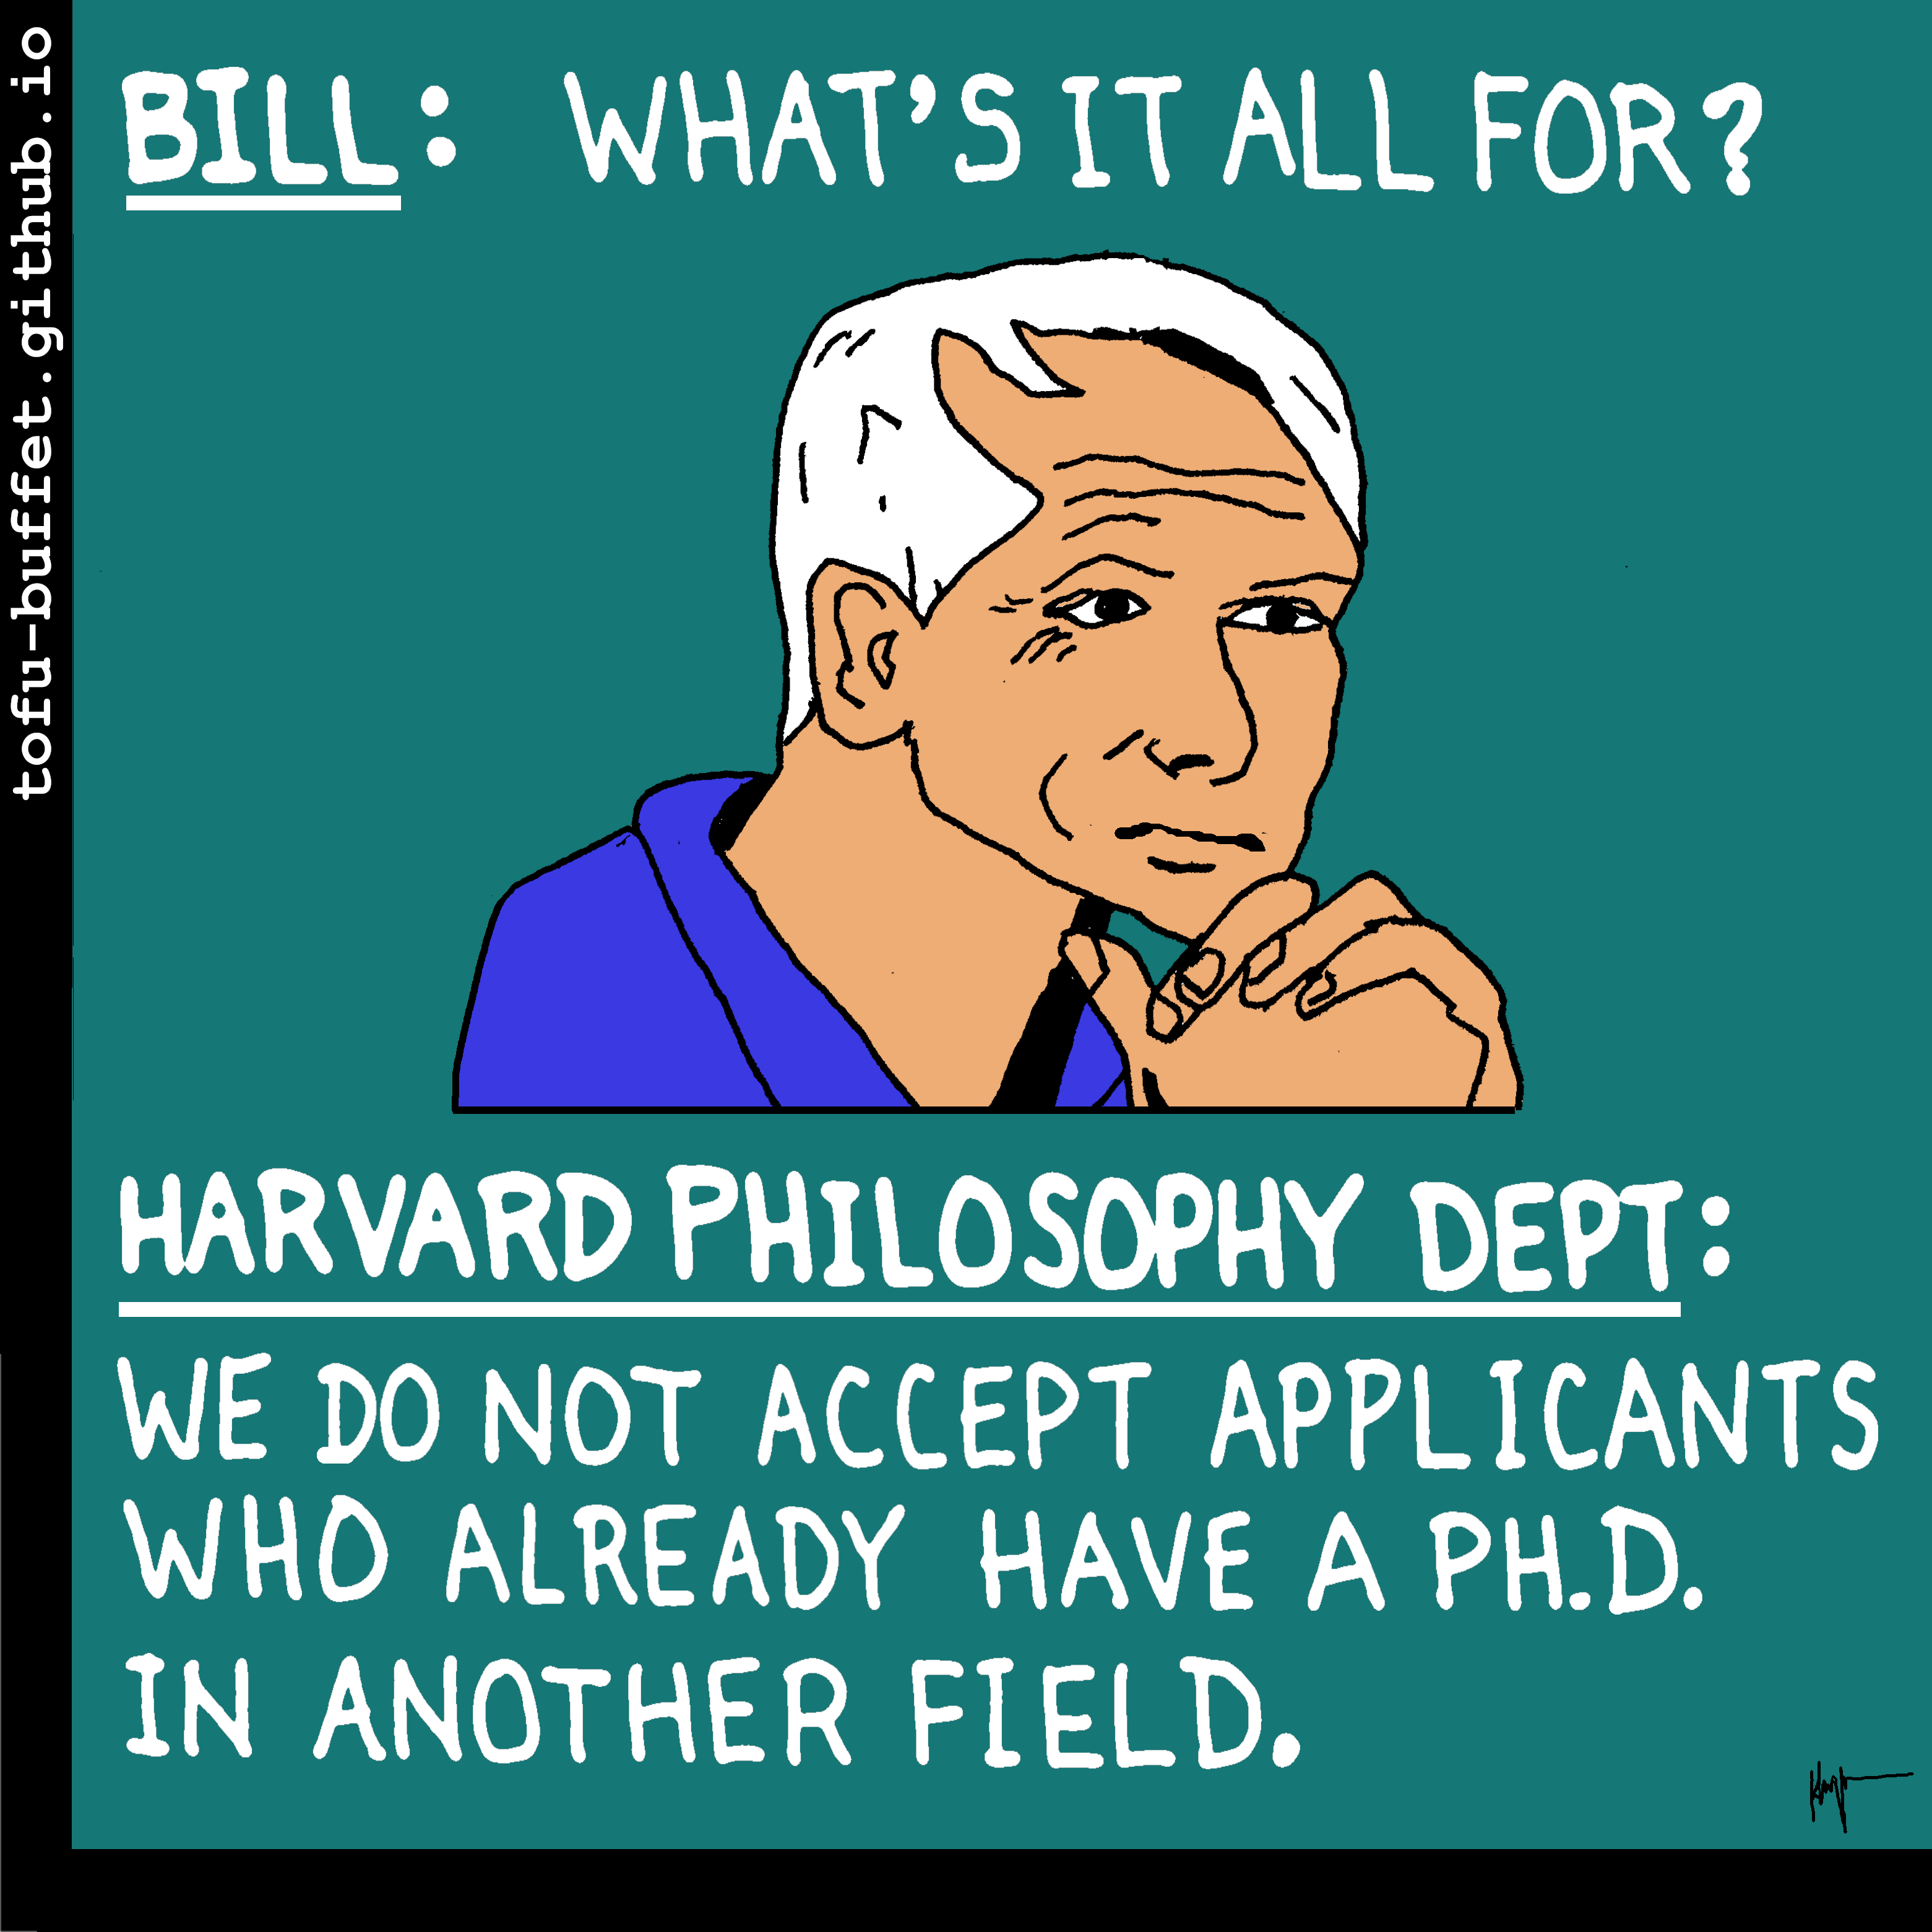 tofu-buffet.github.io
BILL: WHAT'S IT ALL FOR?
HARVARD PHILOSOPHY DEPT:
WE DO NOT ACCEPT APPLICANTS
WHO ALREADY HAVE A PH.D.
IN ANOTHER FIELD.